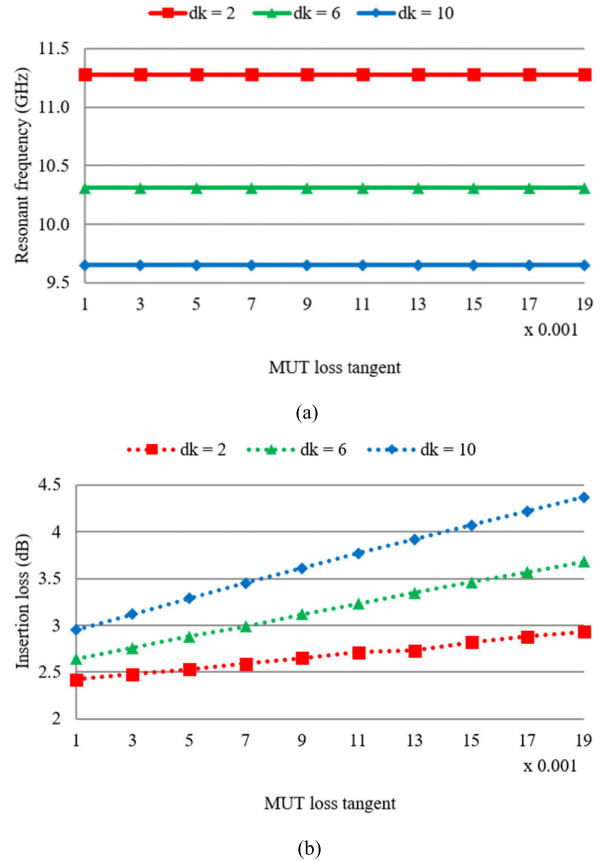 dk = 2 dk = 6 dk = 10
11.5
11.0
10.5
10.0
9.5
Resonant frequency (GHz)
1 3 5 7 9 11 13 15 17 19
x 0.001
MUT loss tangent
(a)
dk = 2 dk = 6 dk = 10
4.5
4
3.5
3
2.5
2
Insertion loss (dB)
1 3 5 7 9 11 13 15 17 19
x 0.001
MUT loss tangent
(b)